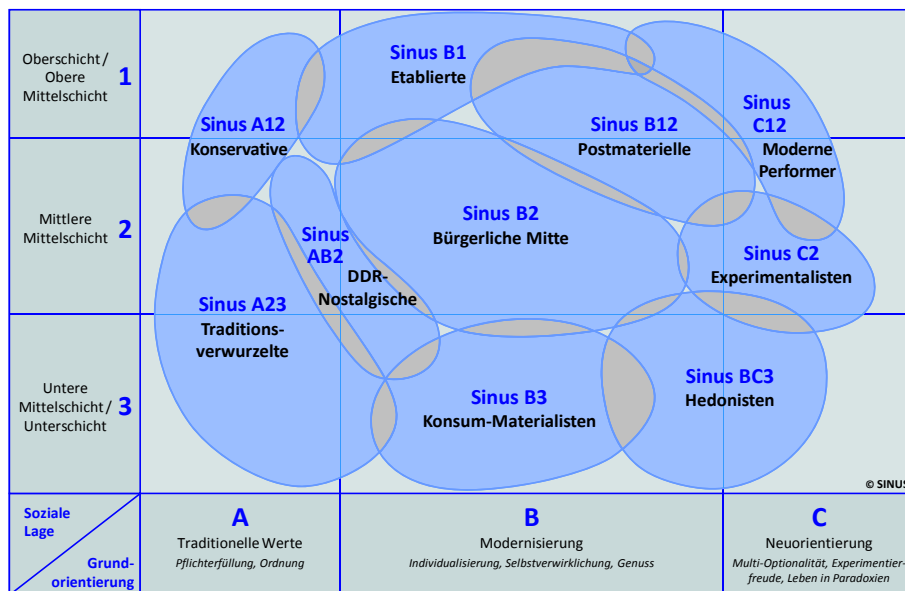 Oberschicht /
Obere
Mittelschicht
1
Mittlere
Mittelschicht
2
Untere
Mittelschicht /
Unterschicht
3
Sinus B1
Etablierte
Sinus A12
Konservative
Sinus B12
Postmaterielle
Sinus
C12
Moderne
Performer
Sinus
AB2
DDR-
Nostalgische
Sinus B2
Bürgerliche Mitte
Sinus C2
Experimentalisten
Sinus A23
Traditions-
verwurzelte
Sinus B3
Konsum-Materialisten
Sinus BC3
Hedonisten
© SINUS
Soziale
Lage
Grund-
orientierung
A
Traditionelle Werte
Pflichterfüllung, Ordnung
B
Modernisierung
Individualisierung, Selbstverwirklichung, Genuss
C
Neuorientierung
Multi-Optionalität, Experimentier-
freude, Leben in Paradoxien